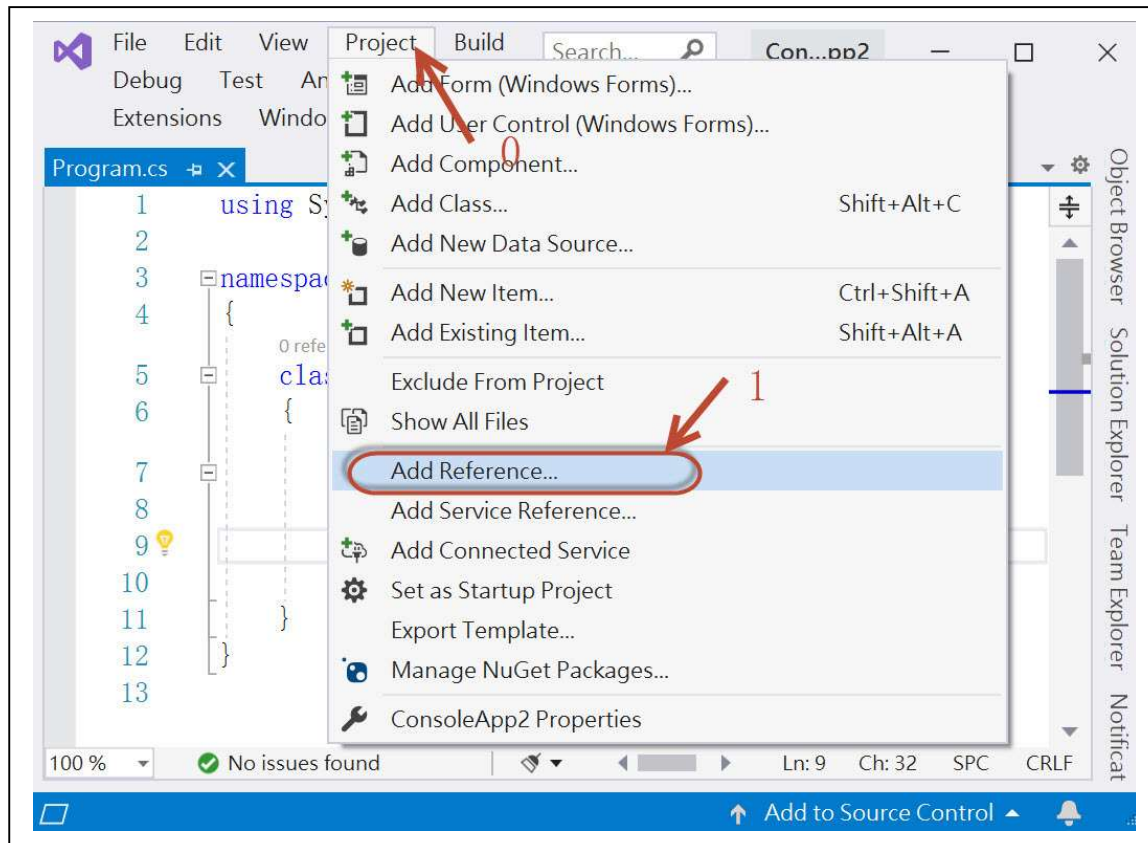 File Edit View Project Build Search... Con...pp2
Debug Test An
Extensions Windo
Add Form (Windows Forms)...
Add User Control (Windows Forms)...
0
Add Component...
Program.cs
Add Class... Shift+Alt+C
Add New Data Source...
Add New Item... Ctrl+Shift+A
Add Existing Item... Shift+Alt+A
Exclude From Project
1
Show All Files
Add Reference...
Add Service Reference...
Add Connected Service
Set as Startup Project
Export Template...
Manage NuGet Packages...
ConsoleApp2 Properties
1 using Sy
2
3 namespac
4 {
0 refe
5 clas
6 {
7
8
9
10
11 }
12 }
13
Object Browser
Solution Explorer
Team Explorer
Notificat
100 % No issues found Ln: 9 Ch: 32 SPC CRLF
Add to Source Control